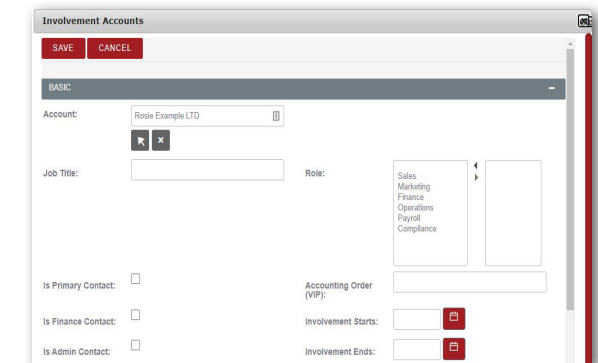 Involvement Accounts
SAVE CANCEL
BASIC
Account: Rosie Example LTD
Job Title:
Role:
Sales
Marketing
Finance
Operations
Payroll
Compliance
Is Primary Contact:
Accounting Order
(VIP):
Is Finance Contact:
Involvement Starts:
Is Admin Contact:
Involvement Ends: